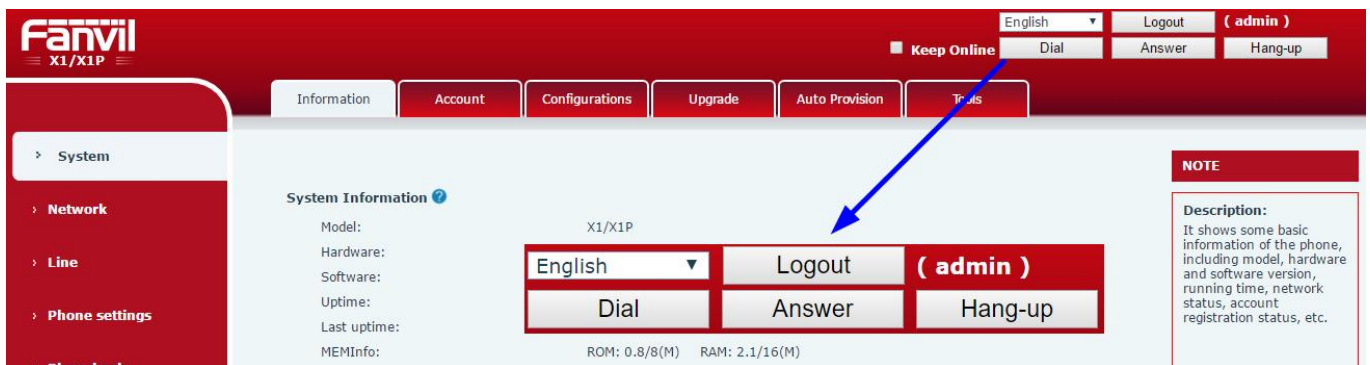 Fanvil
X1/X1P
English Logout ( admin )
Keep Online Dial Answer Hang-up
Information Account Configurations Upgrade Auto Provision Tools
System
Network
Line
Phone settings
System Information
Model: X1/X1P
Hardware:
Software:
Uptime:
Last uptime:
MEMInfo: ROM: 0.8/8(M) RAM: 2.1/16(M)
English Logout ( admin )
Dial Answer Hang-up
NOTE
Description:
It shows some basic
information of the phone,
including model, hardware
and software version,
running time, network
status, account
registration status, etc.